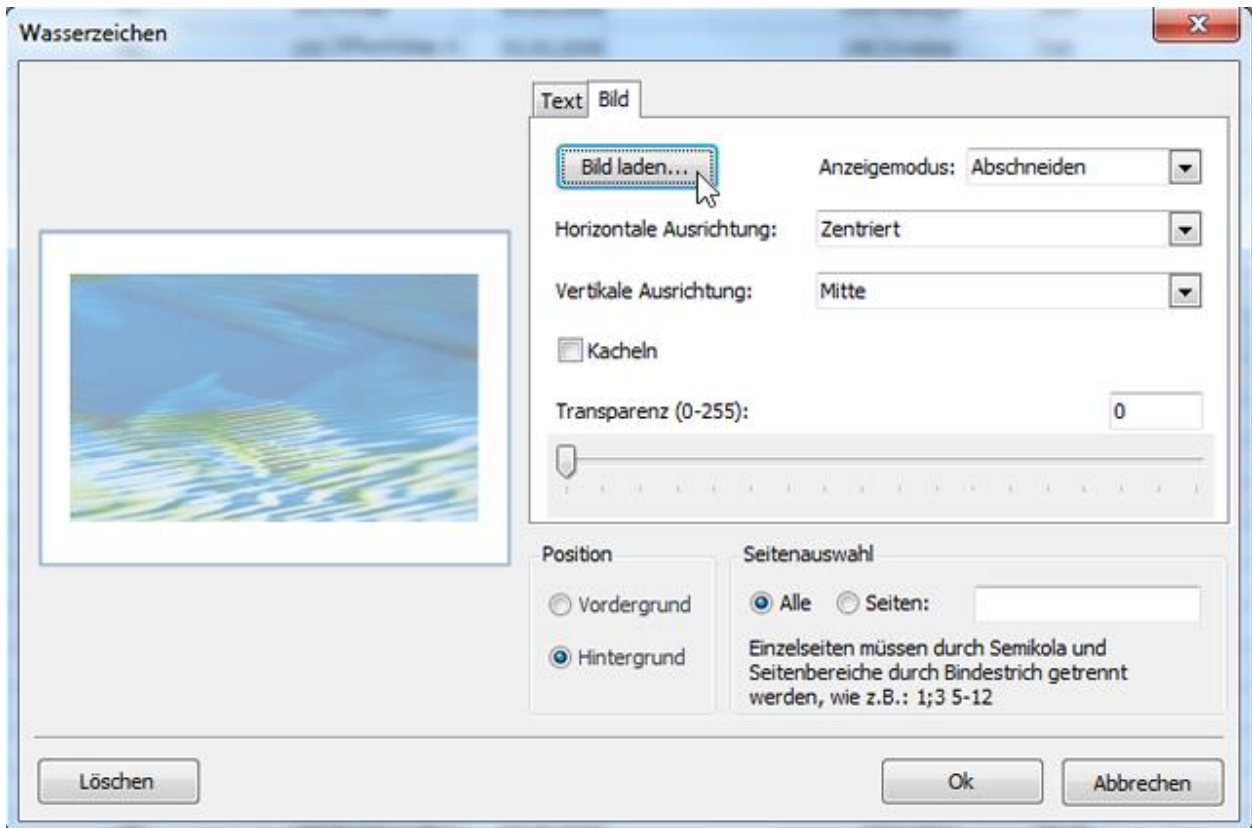 Wasserzeichen
Text Bild
Bild laden... Anzeigemodus: Abschneiden
Horizontale Ausrichtung: Zentriert
Vertikale Ausrichtung: Mitte
Kacheln
Transparenz (0-255): 0
Position
Vordergrund
Hintergrund
Seitenauswahl
Alle Seiten:
Einzelseiten müssen durch Semikola und
Seitenbereiche durch Bindestrich getrennt
werden, wie z.B.: 1;3 5-12
Löschen Ok Abbrechen